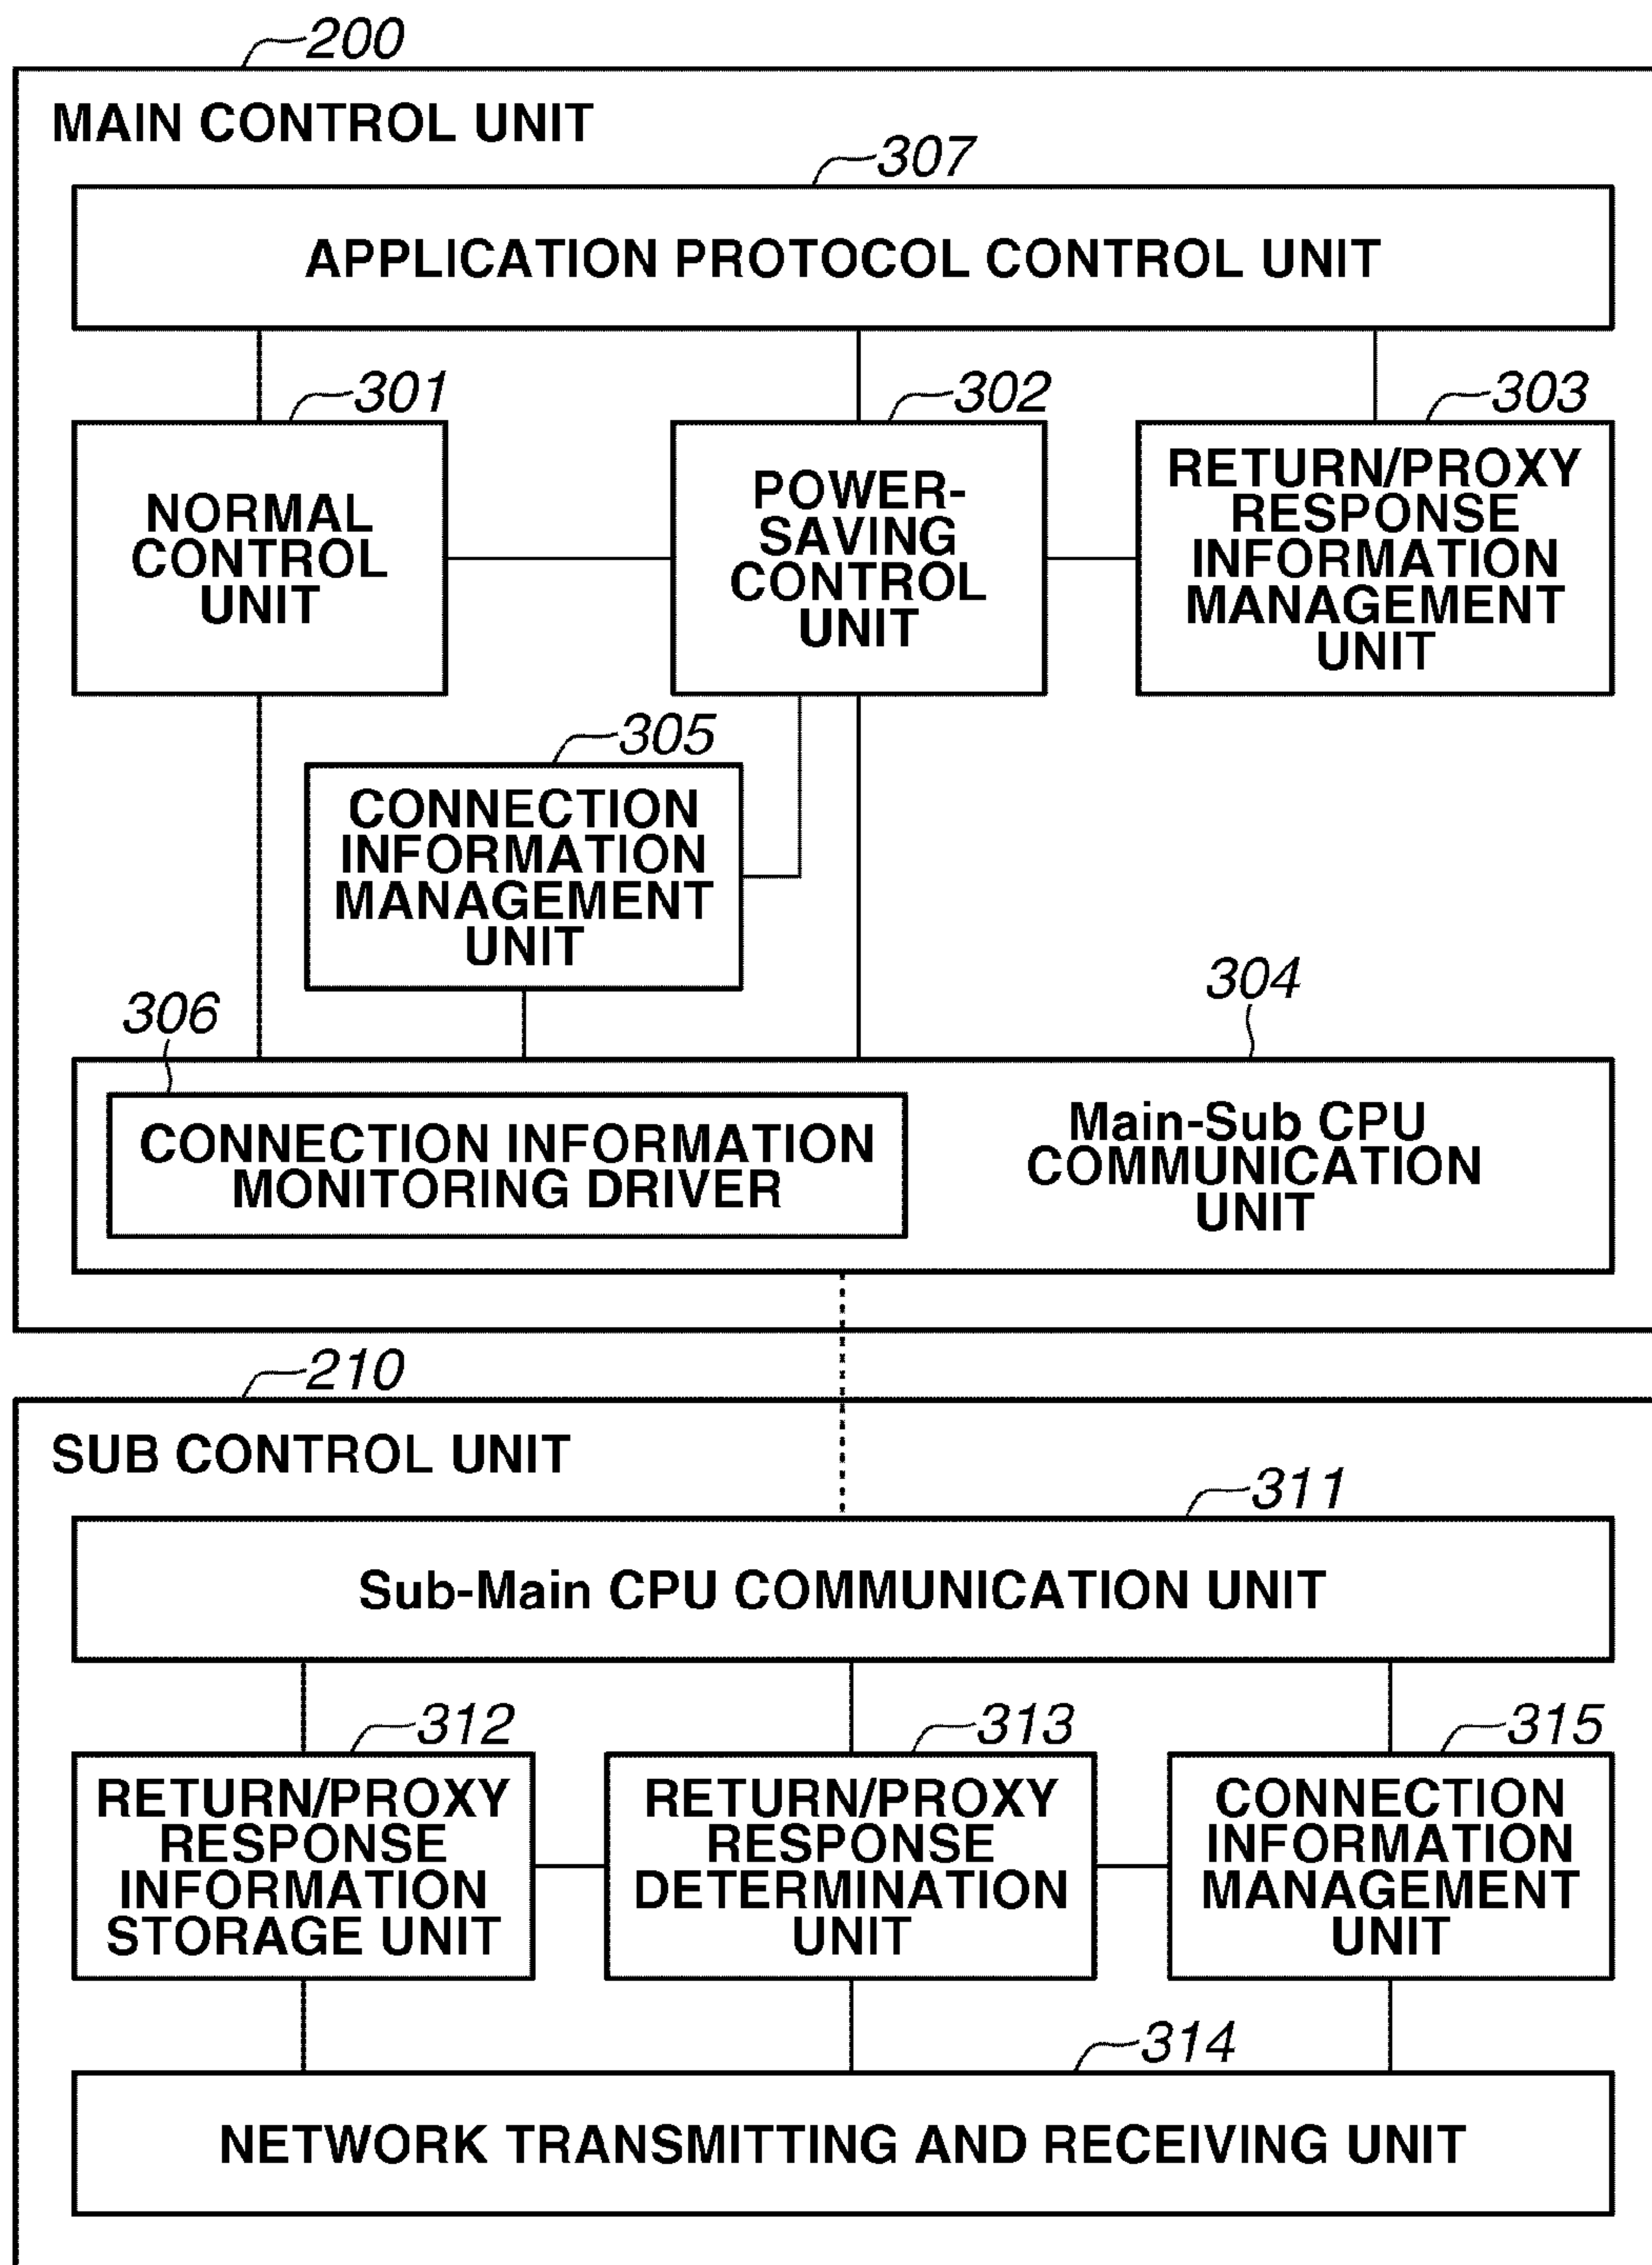 200
MAIN CONTROL UNIT
307
APPLICATION PROTOCOL CONTROL UNIT
301
NORMAL
CONTROL
UNIT
302
POWER-
SAVING
CONTROL
UNIT
303
RETURN/PROXY
RESPONSE
INFORMATION
MANAGEMENT
UNIT
305
CONNECTION
INFORMATION
MANAGEMENT
UNIT
306
CONNECTION INFORMATION
MONITORING DRIVER
304
Main-Sub CPU
COMMUNICATION
UNIT
210
SUB CONTROL UNIT
311
Sub-Main CPU COMMUNICATION UNIT
312
RETURN/PROXY
RESPONSE
INFORMATION
STORAGE UNIT
313
RETURN/PROXY
RESPONSE
DETERMINATION
UNIT
315
CONNECTION
INFORMATION
MANAGEMENT
UNIT
314
NETWORK TRANSMITTING AND RECEIVING UNIT